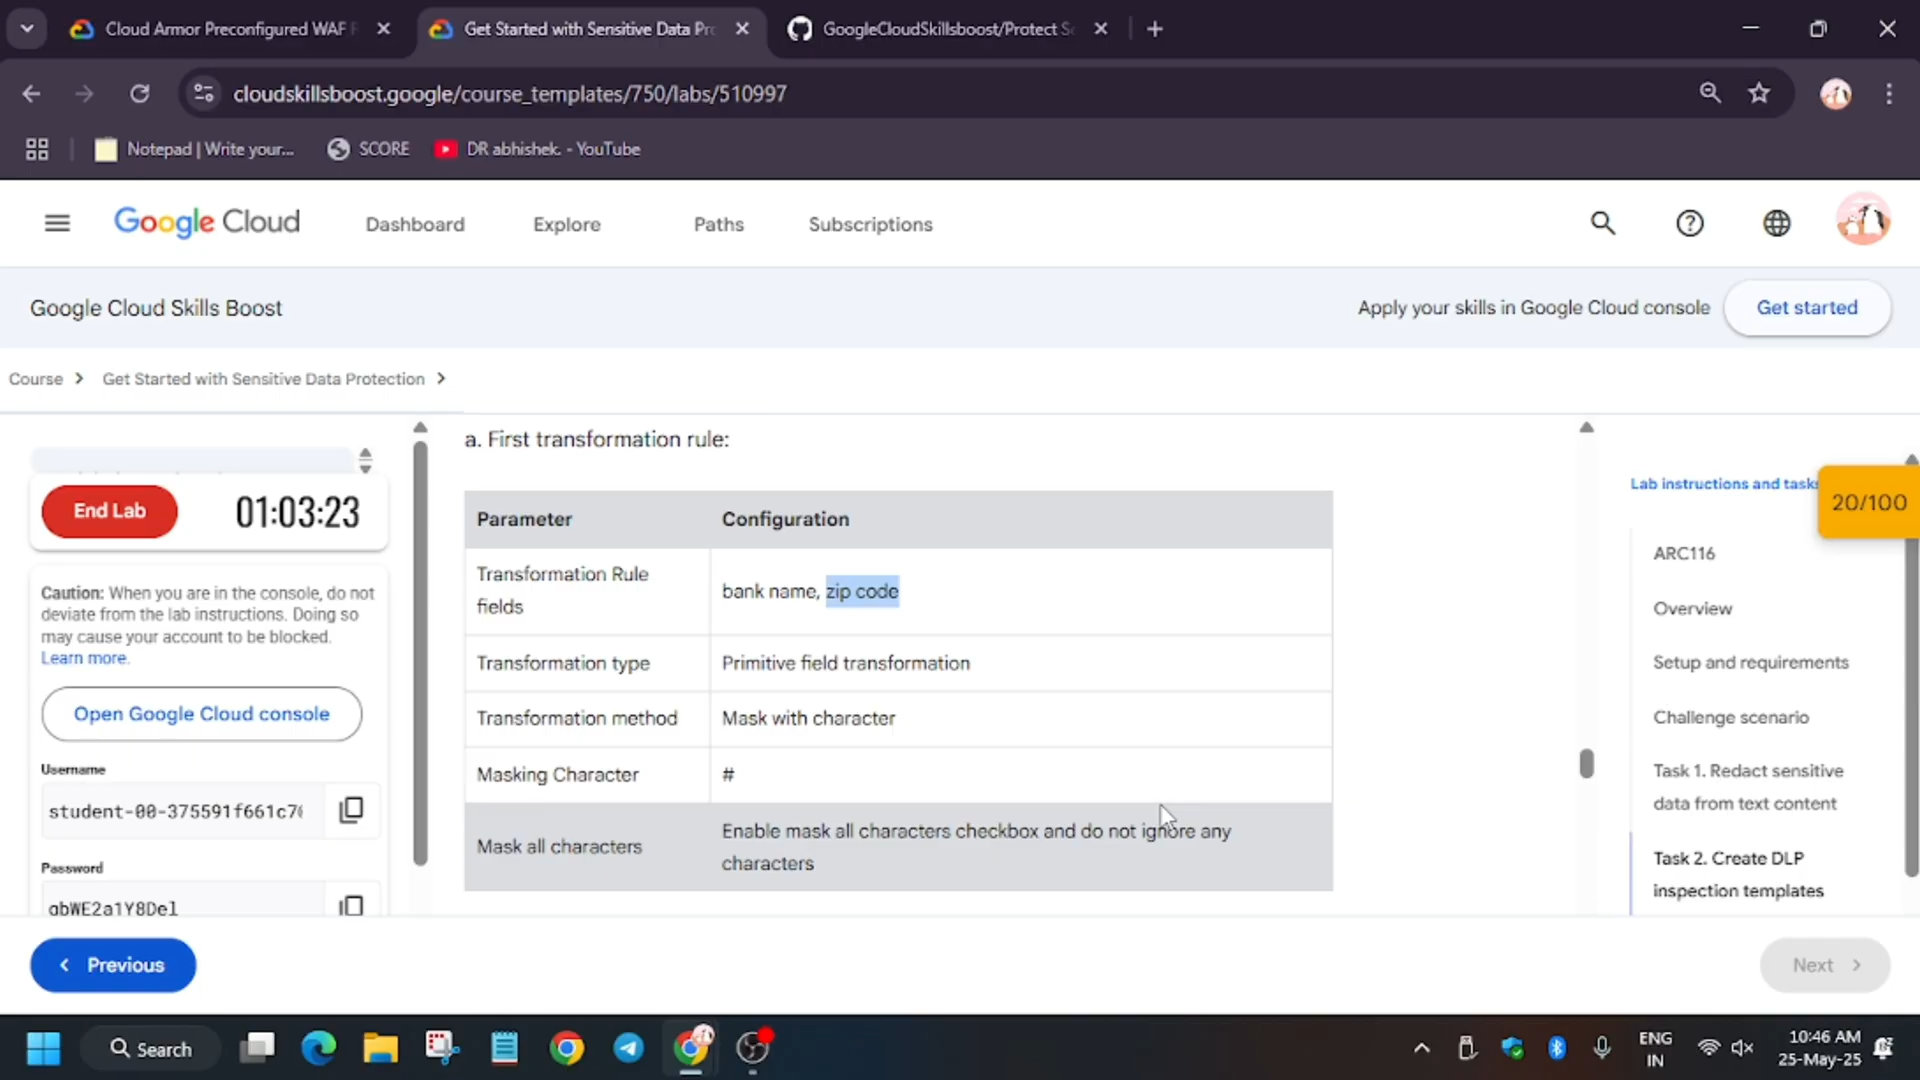 Cloud Armor Preconfigured WAF R
Get Started with Sensitive Data Pro
GoogleCloudSkillsboost/Protect Se
cloudskillsboost.google/course_templates/750/labs/510997
Notepad | Write your...
SCORE
DR abhishek. - YouTube
Google Cloud
Dashboard
Explore
Paths
Subscriptions
Google Cloud Skills Boost
Apply your skills in Google Cloud console
Get started
Course
Get Started with Sensitive Data Protection
End Lab
01:03:23
Caution: When you are in the console, do not
deviate from the lab instructions. Doing so
may cause your account to be blocked.
Learn more.
Open Google Cloud console
Username
student-00-375591f661c7
Password
qbWE2a1Y8Del
a. First transformation rule:
Parameter
Configuration
Transformation Rule
fields
bank name, zip code
Transformation type
Primitive field transformation
Transformation method
Mask with character
Masking Character
#
Mask all characters
Enable mask all characters checkbox and do not ignore any
characters
Lab instructions and tasks
20/100
ARC116
Overview
Setup and requirements
Challenge scenario
Task 1. Redact sensitive
data from text content
Task 2. Create DLP
inspection templates
Previous
Next
Search
ENG
IN
10:46 AM
25-May-25